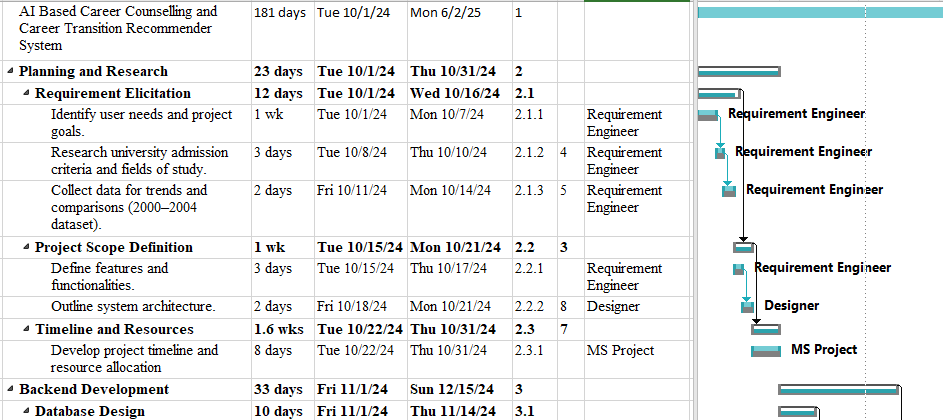 AI Based Career Counselling and 181 days Tue 10/1/24 Mon 6/2/25 1
Career Transition Recommender
System
Planning and Research 23 days Tue 10/1/24 Thu 10/31/24 2
Requirement Elicitation 12 days Tue 10/1/24 Wed 10/16/24 2.1
Identify user needs and project 1 wk Tue 10/1/24 Mon 10/7/24 2.1.1 Requirement Requirement Engineer
goals. Engineer
Research university admission 3 days Tue 10/8/24 Thu 10/10/24 2.1.2 4 Requirement Requirement Engineer
criteria and fields of study. Engineer
Collect data for trends and 2 days Fri 10/11/24 Mon 10/14/24 2.1.3 5 Requirement Requirement Engineer
comparisons (2000–2004 Engineer
dataset).
Project Scope Definition 1 wk Tue 10/15/24 Mon 10/21/24 2.2 3
Define features and 3 days Tue 10/15/24 Thu 10/17/24 2.2.1 Requirement Requirement Engineer
functionalities. Engineer
Outline system architecture. 2 days Fri 10/18/24 Mon 10/21/24 2.2.2 8 Designer Designer
Timeline and Resources 1.6 wks Tue 10/22/24 Thu 10/31/24 2.3 7
Develop project timeline and 8 days Tue 10/22/24 Thu 10/31/24 2.3.1 MS Project MS Project
resource allocation
Backend Development 33 days Fri 11/1/24 Sun 12/15/24 3
Database Design 10 days Fri 11/1/24 Thu 11/14/24 3.1